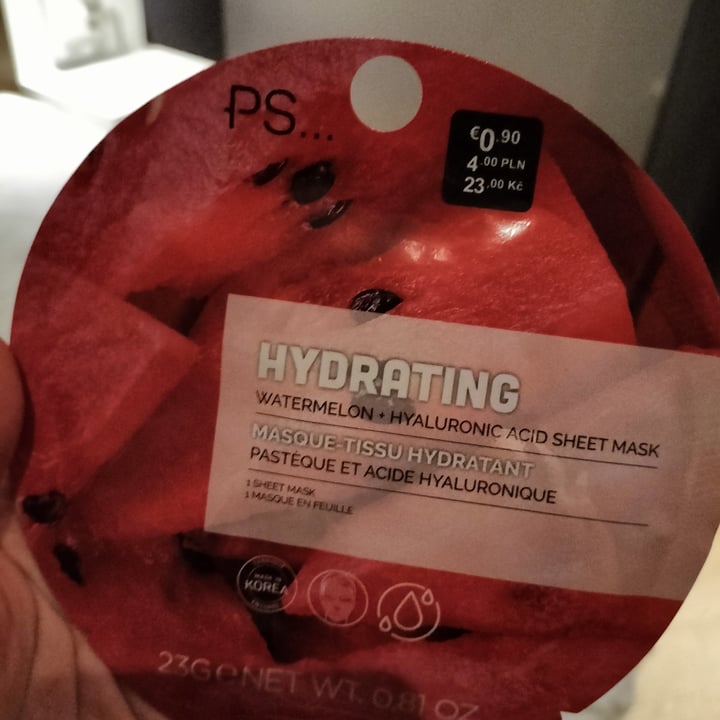 PS...
€0.90
4.00 PLN
23.00 Kč
HYDRATING
WATERMELON + HYALURONIC ACID SHEET MASK
MASQUE-TISSU HYDRATANT
PASTÈQUE ET ACIDE HYALURONIQUE
1 SHEET MASK
1 MASQUE EN FEUILLE
MADE IN
KOREA
23G ℮ NET WT. 0.81 OZ